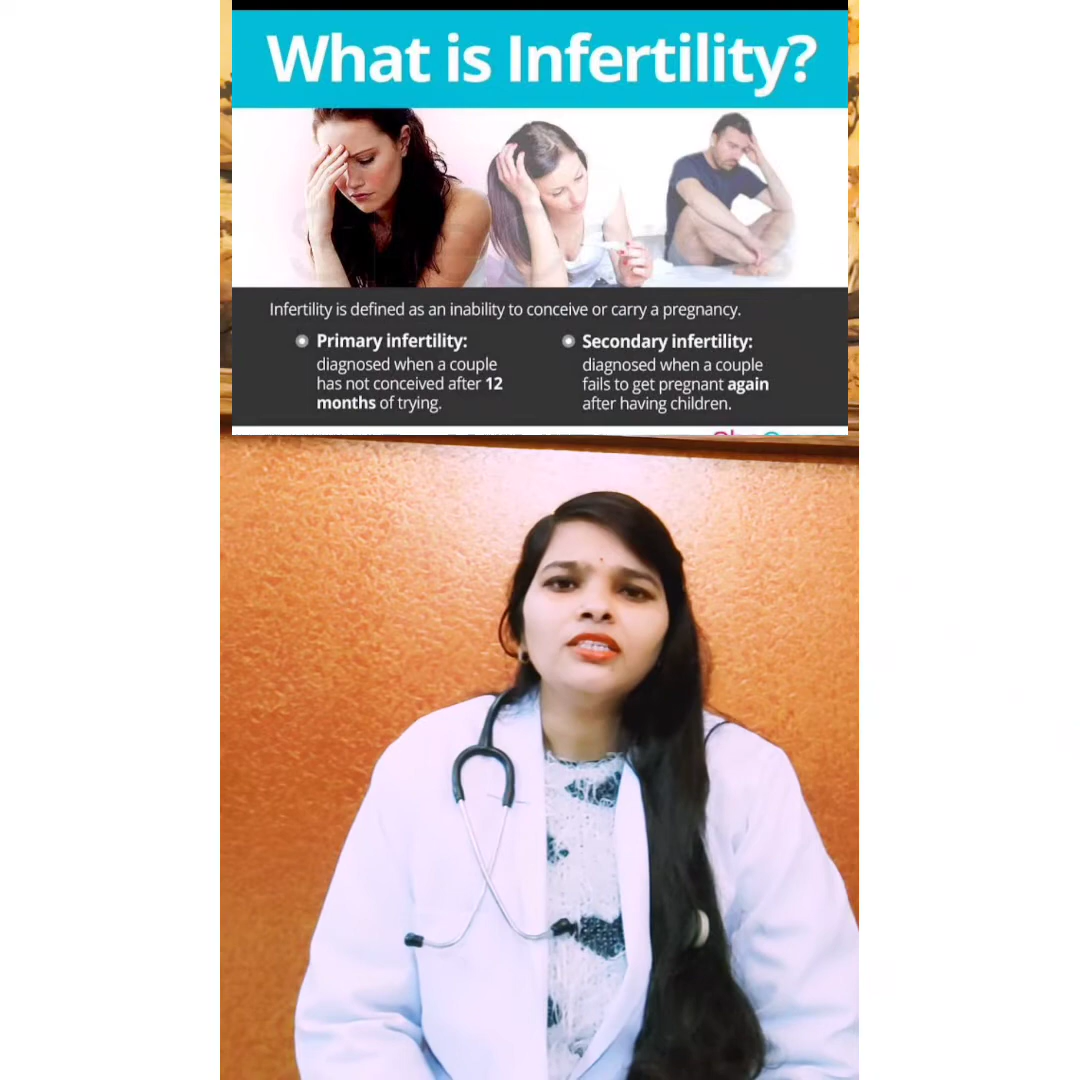 What is Infertility?
Infertility is defined as an inability to conceive or carry a pregnancy.
Primary infertility:
diagnosed when a couple
has not conceived after 12
months of trying.
Secondary infertility:
diagnosed when a couple
fails to get pregnant again
after having children.